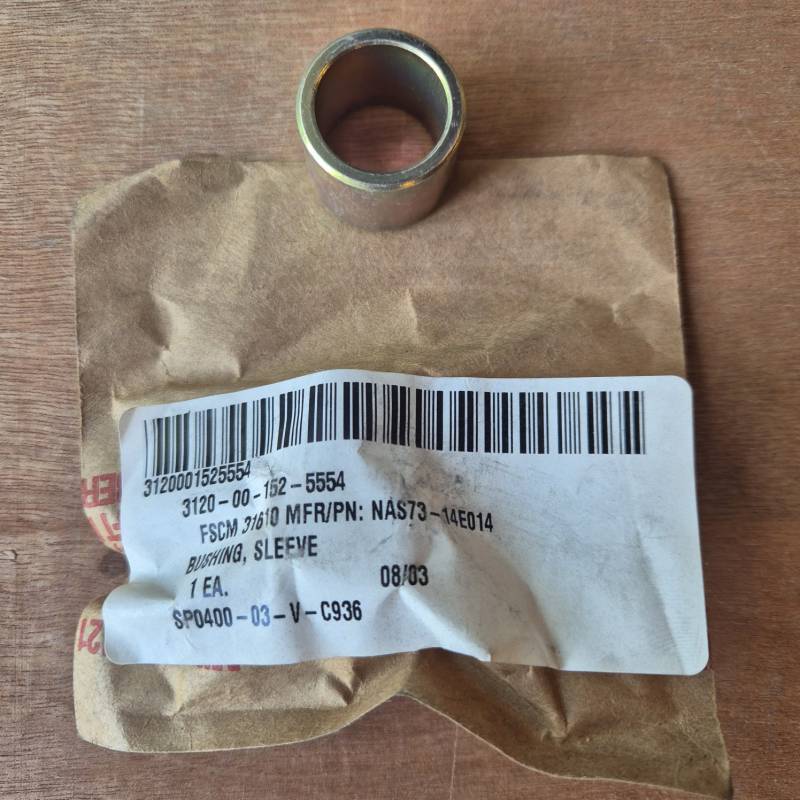 3120001525554
3120-00-152-5554
FSCM 31610 MFR/PN: NAS73-14E014
BUSHING, SLEEVE
1 EA.
08/03
SP0400-03-V-C936